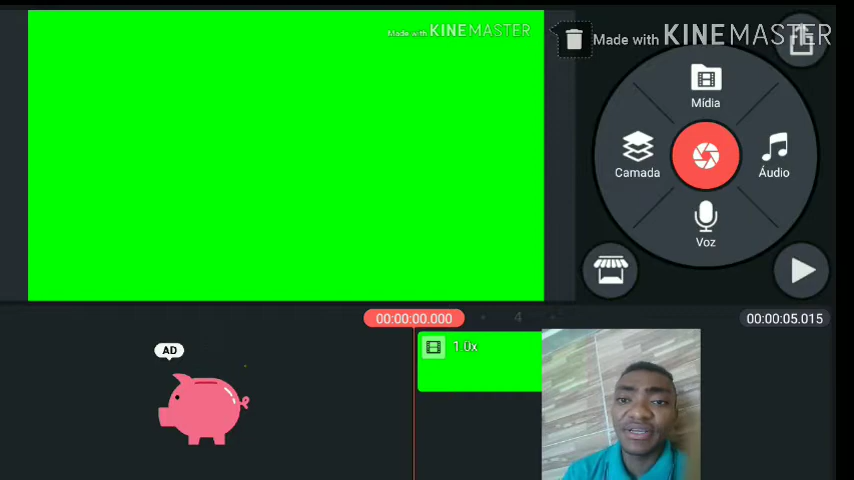 Made with KINEMASTER
Made with KINEMASTER
Mídia
Camada
Áudio
Voz
00:00:00.000
4
00:00:05.015
1.0x
AD